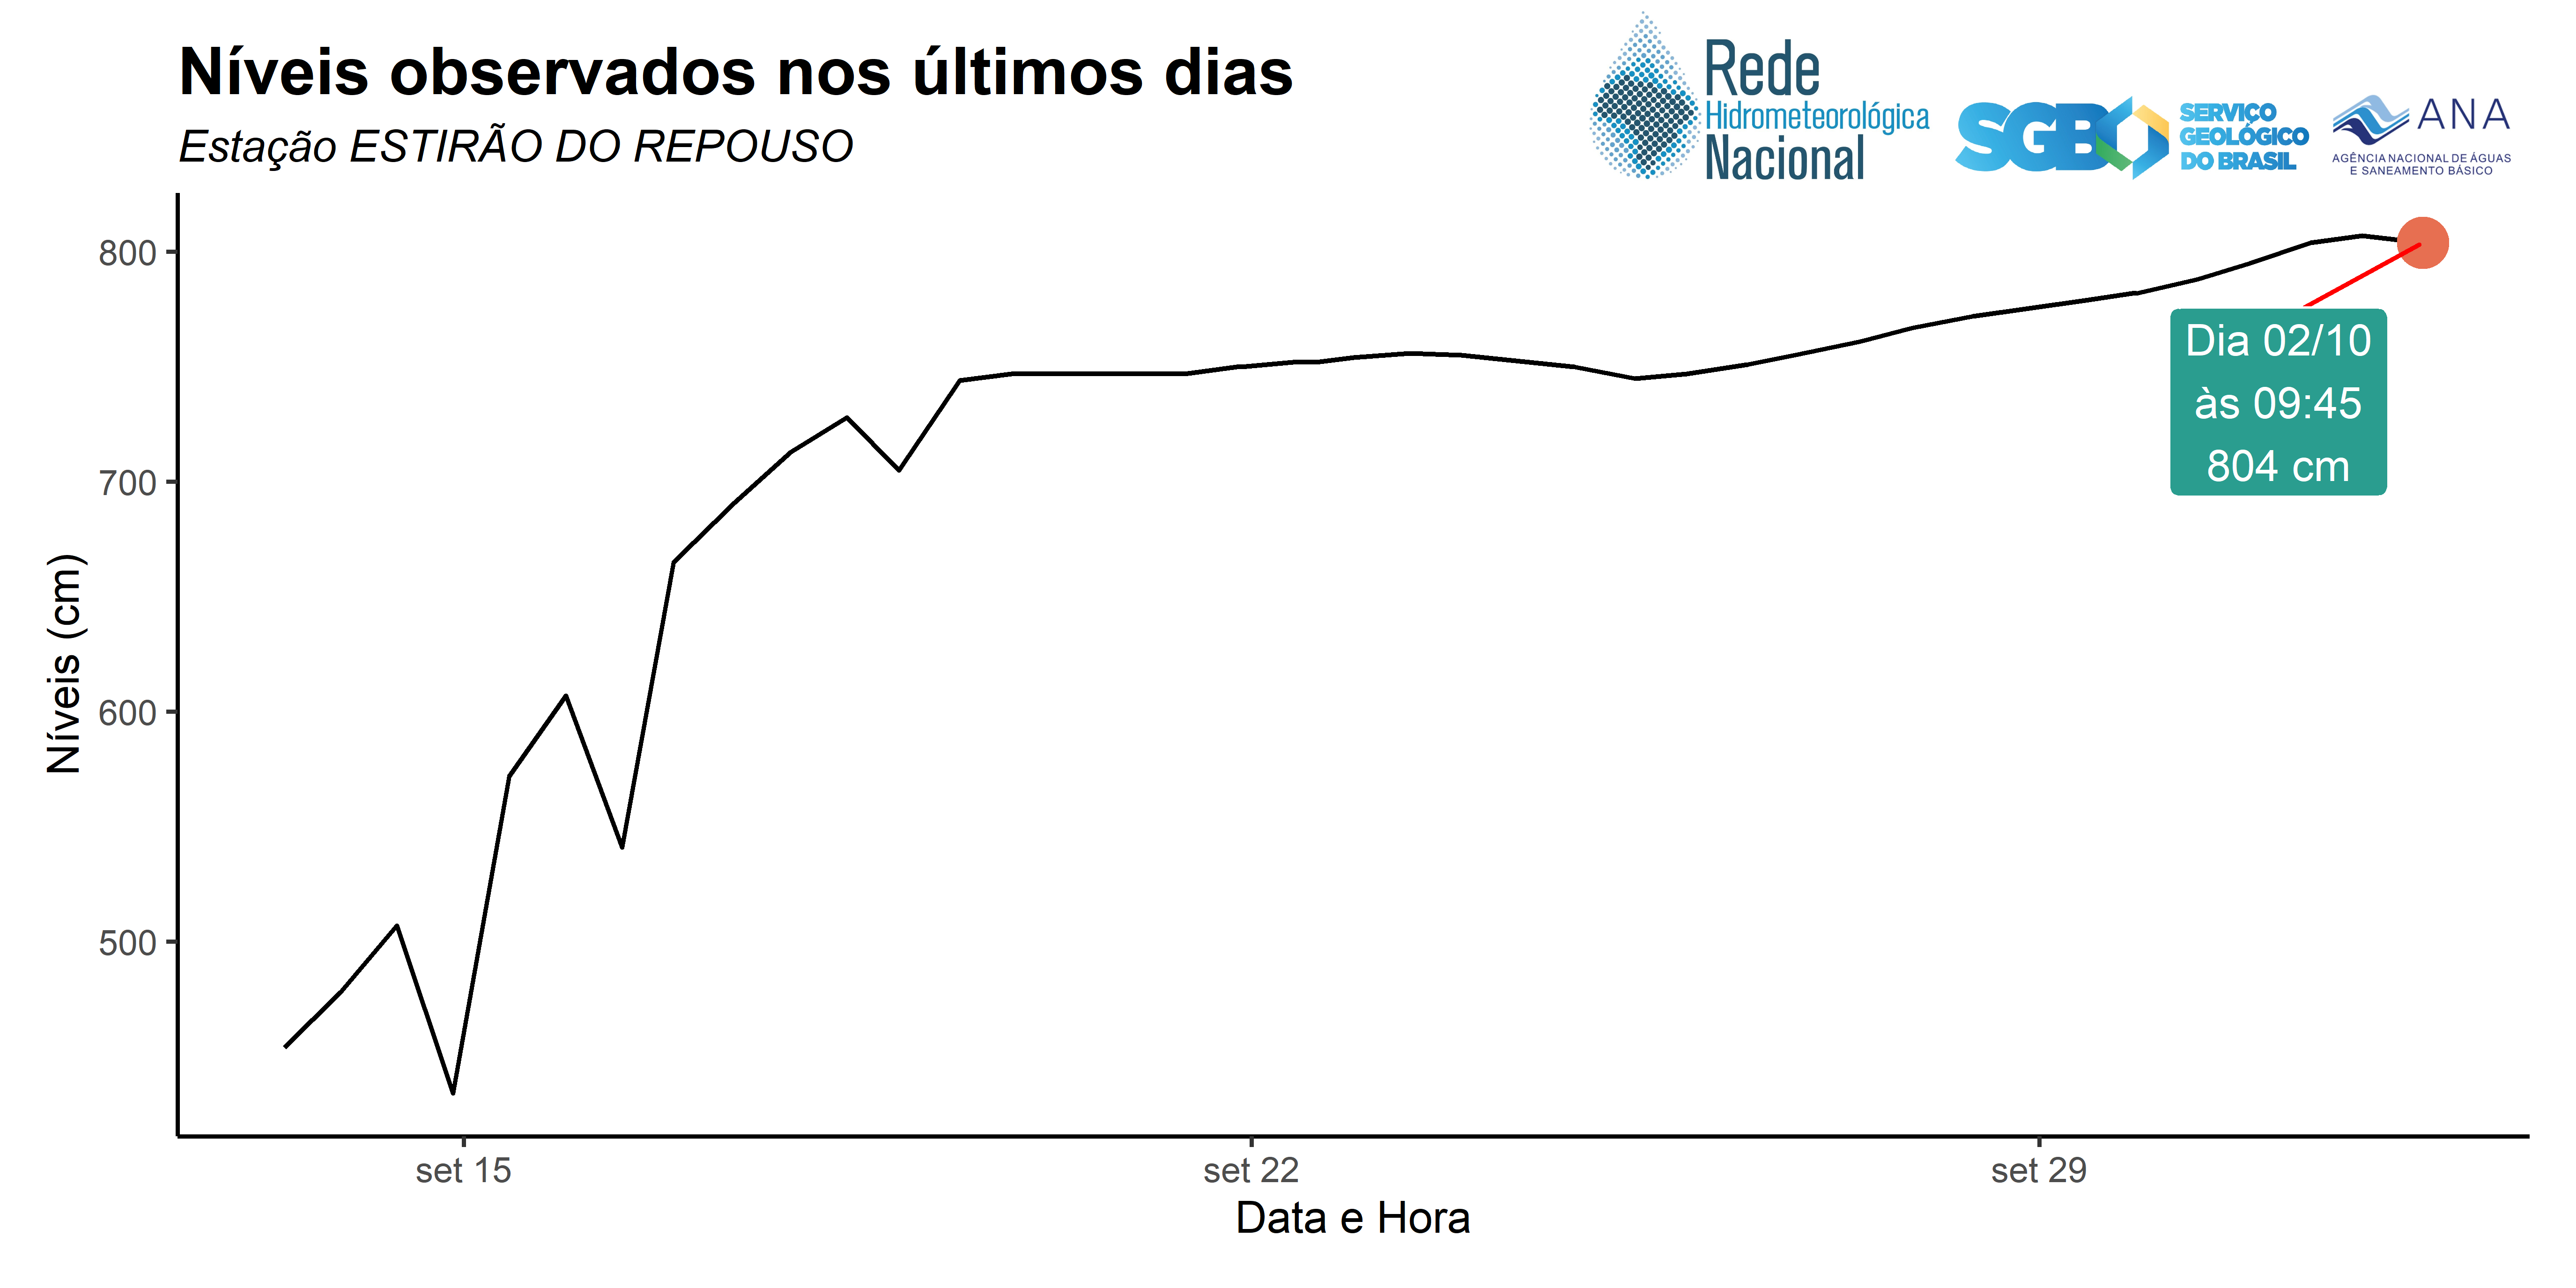 Níveis observados nos últimos dias
Estação ESTIRÃO DO REPOUSO
Rede
Hidrometeorológica
Nacional
SGB
SERVIÇO
GEOLÓGICO
DO BRASIL
ANA
AGÊNCIA NACIONAL DE ÁGUAS
E SANEAMENTO BÁSICO
Níveis (cm)
800
700
600
500
Dia 02/10
às 09:45
804 cm
set 15
set 22
set 29
Data e Hora